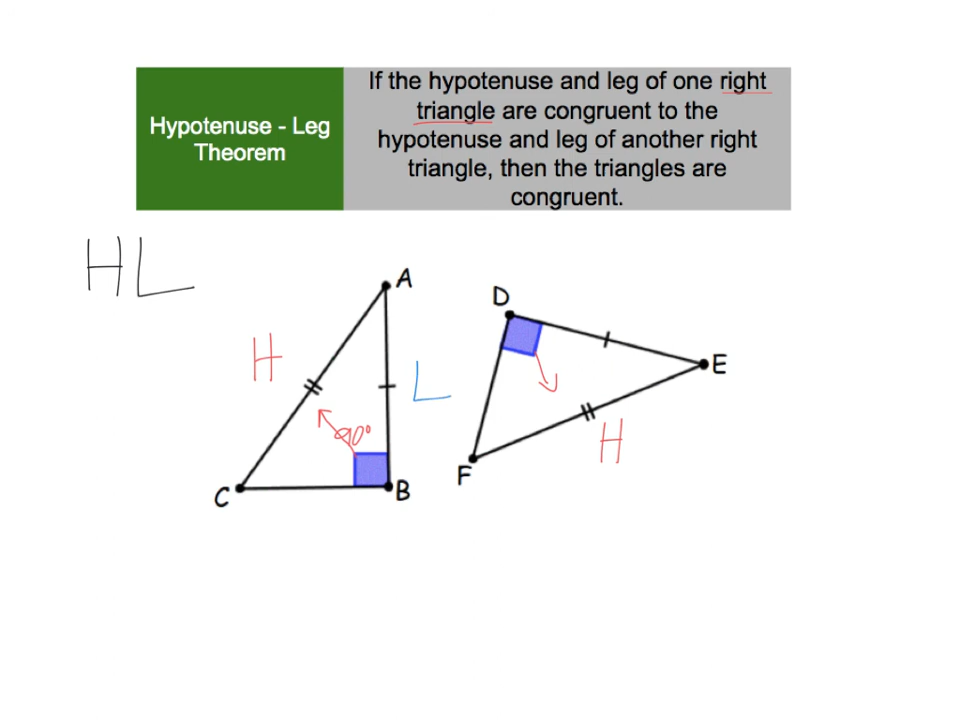 Hypotenuse - Leg
Theorem
If the hypotenuse and leg of one right
triangle are congruent to the
hypotenuse and leg of another right
triangle, then the triangles are
congruent.
HL
A
D
H
L
E
90°
H
F
C
B